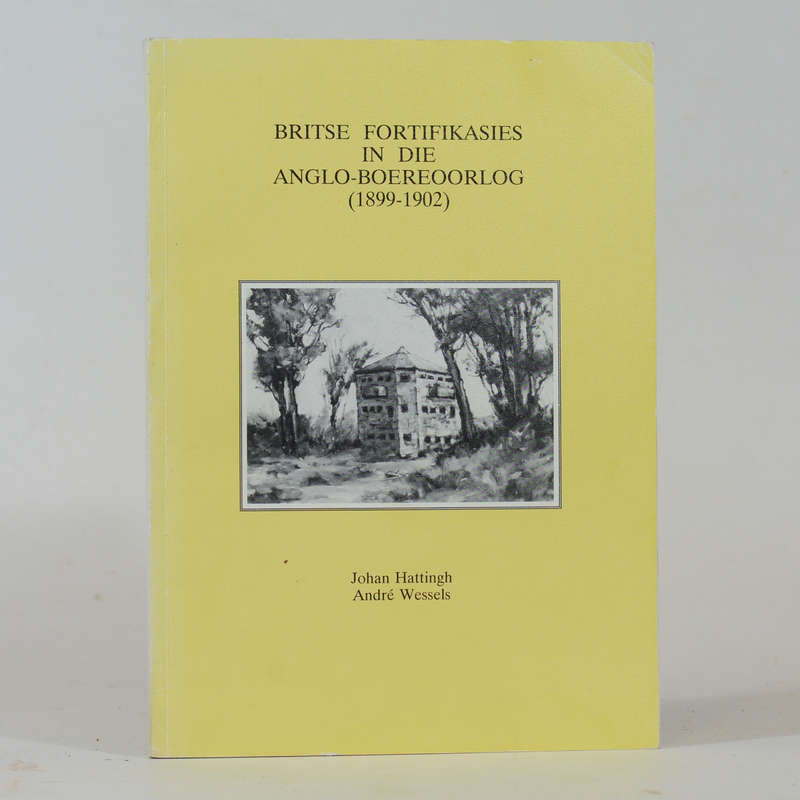 BRITSE FORTIFIKASIES
IN DIE
ANGLO-BOEREOORLOG
(1899-1902)
Johan Hattingh
André Wessels